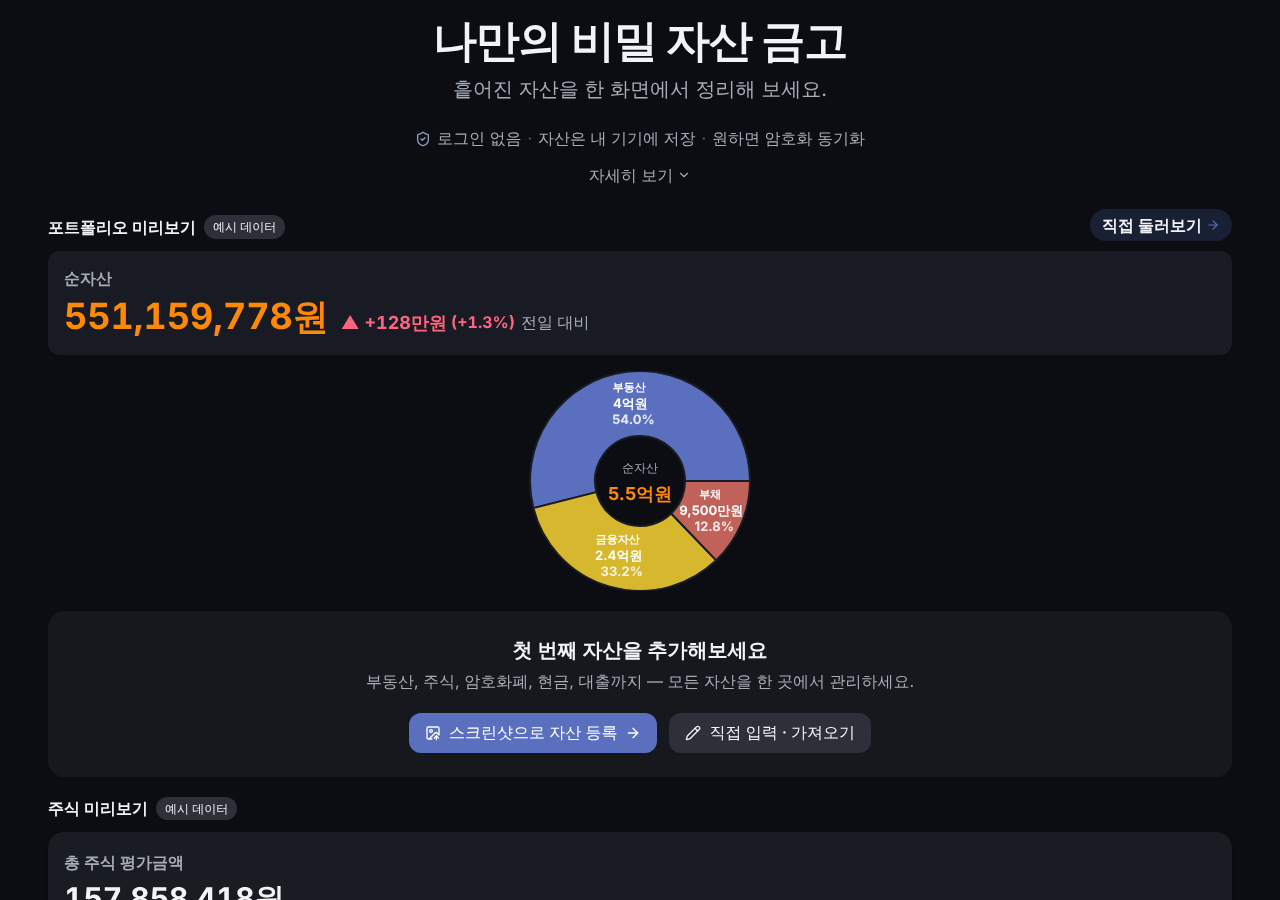 나만의 비밀 자산 금고
흩어진 자산을 한 화면에서 정리해 보세요.
로그인 없음 · 자산은 내 기기에 저장 · 원하면 암호화 동기화
자세히 보기
포트폴리오 미리보기 예시 데이터
직접 둘러보기
순자산
551,159,778원 ▲ +128만원 (+1.3%) 전일 대비
부동산
4억원
54.0%
순자산
5.5억원
부채
9,500만원
12.8%
금융자산
2.4억원
33.2%
첫 번째 자산을 추가해보세요
부동산, 주식, 암호화폐, 현금, 대출까지 — 모든 자산을 한 곳에서 관리하세요.
스크린샷으로 자산 등록
직접 입력 · 가져오기
주식 미리보기 예시 데이터
총 주식 평가금액
157,858,418원